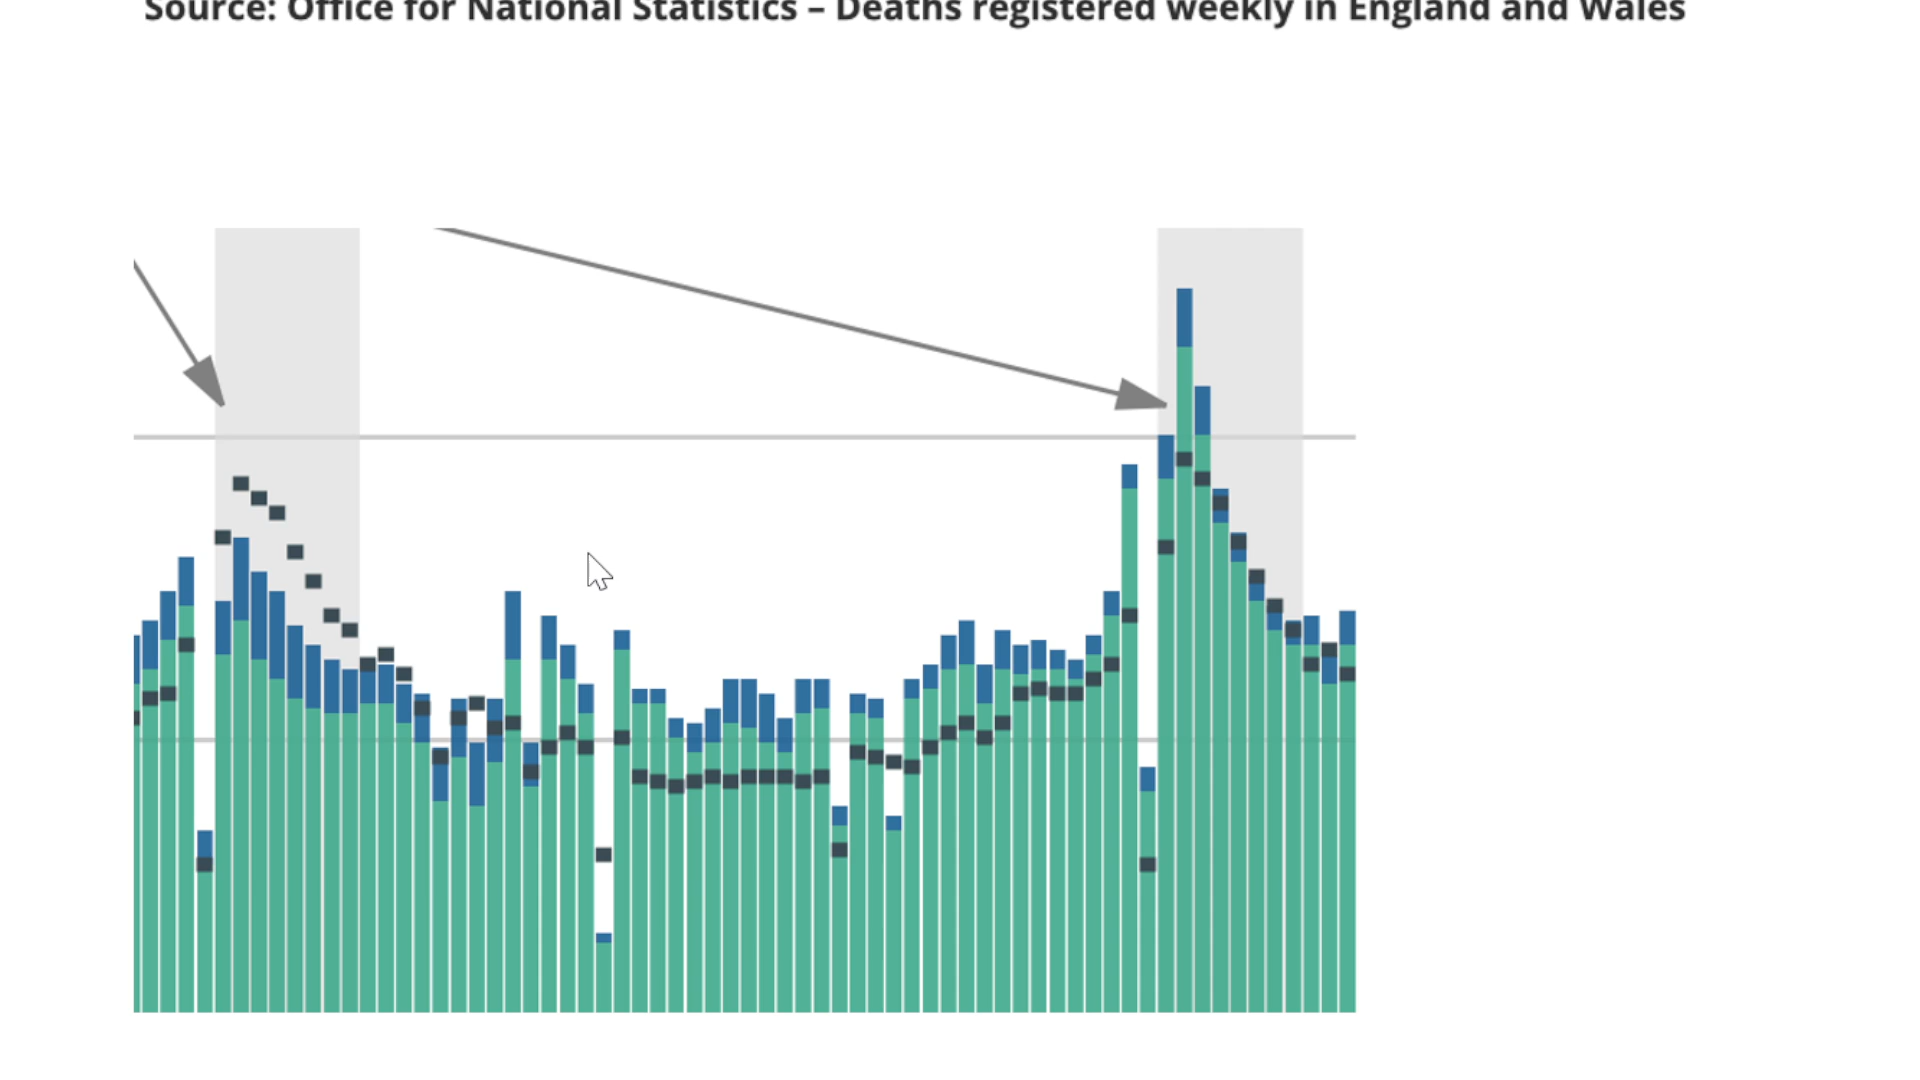 Source: Office for National Statistics – Deaths registered weekly in England and Wales